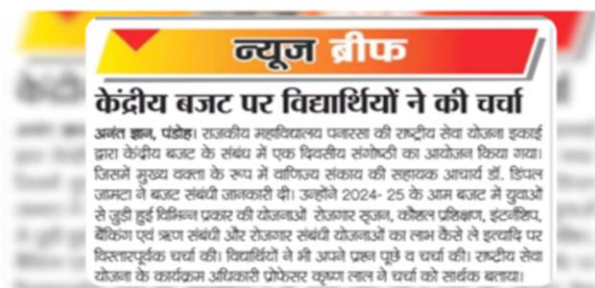 न्यूज ब्रीफ
केंद्रीय बजट पर विद्यार्थियों ने की चर्चा
अनंत ज्ञान, पंडोह। राजकीय महाविद्यालय पनारसा की राष्ट्रीय सेवा योजना इकाई
द्वारा केंद्रीय बजट के संबंध में एक दिवसीय संगोष्ठी का आयोजन किया गया।
जिसमें मुख्य वक्ता के रूप में वाणिज्य संकाय की सहायक आचार्य डॉ. डिंपल
जामटा ने बजट संबंधी जानकारी दी। उन्होंने 2024- 25 के आम बजट में युवाओं
से जुड़ी हुई विभिन्न प्रकार की योजनाओं रोजगार सृजन, कौशल प्रशिक्षण, इंटर्नशिप,
बैंकिंग एवं ऋण संबंधी और रोजगार संबंधी योजनाओं का लाभ कैसे ले इत्यादि पर
विस्तारपूर्वक चर्चा की। विद्यार्थियों ने भी अपने प्रश्न पूछे व चर्चा की। राष्ट्रीय सेवा
योजना के कार्यक्रम अधिकारी प्रोफेसर कृष्ण लाल ने चर्चा को सार्थक बताया।